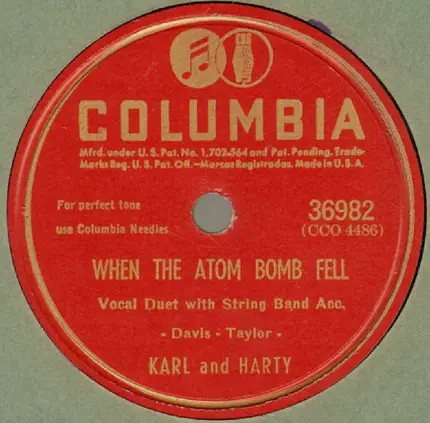 COLUMBIA
Mfrd. under U.S. Pat. No. 1,702,564 and Pat. Pending. Trade-
Marks Reg. U.S. Pat. Off.—Marcas Registradas. Made in U.S.A.
For perfect tone
use Columbia Needles
36982
(CCO 4486)
WHEN THE ATOM BOMB FELL
Vocal Duet with String Band Acc.
- Davis - Taylor -
KARL and HARTY